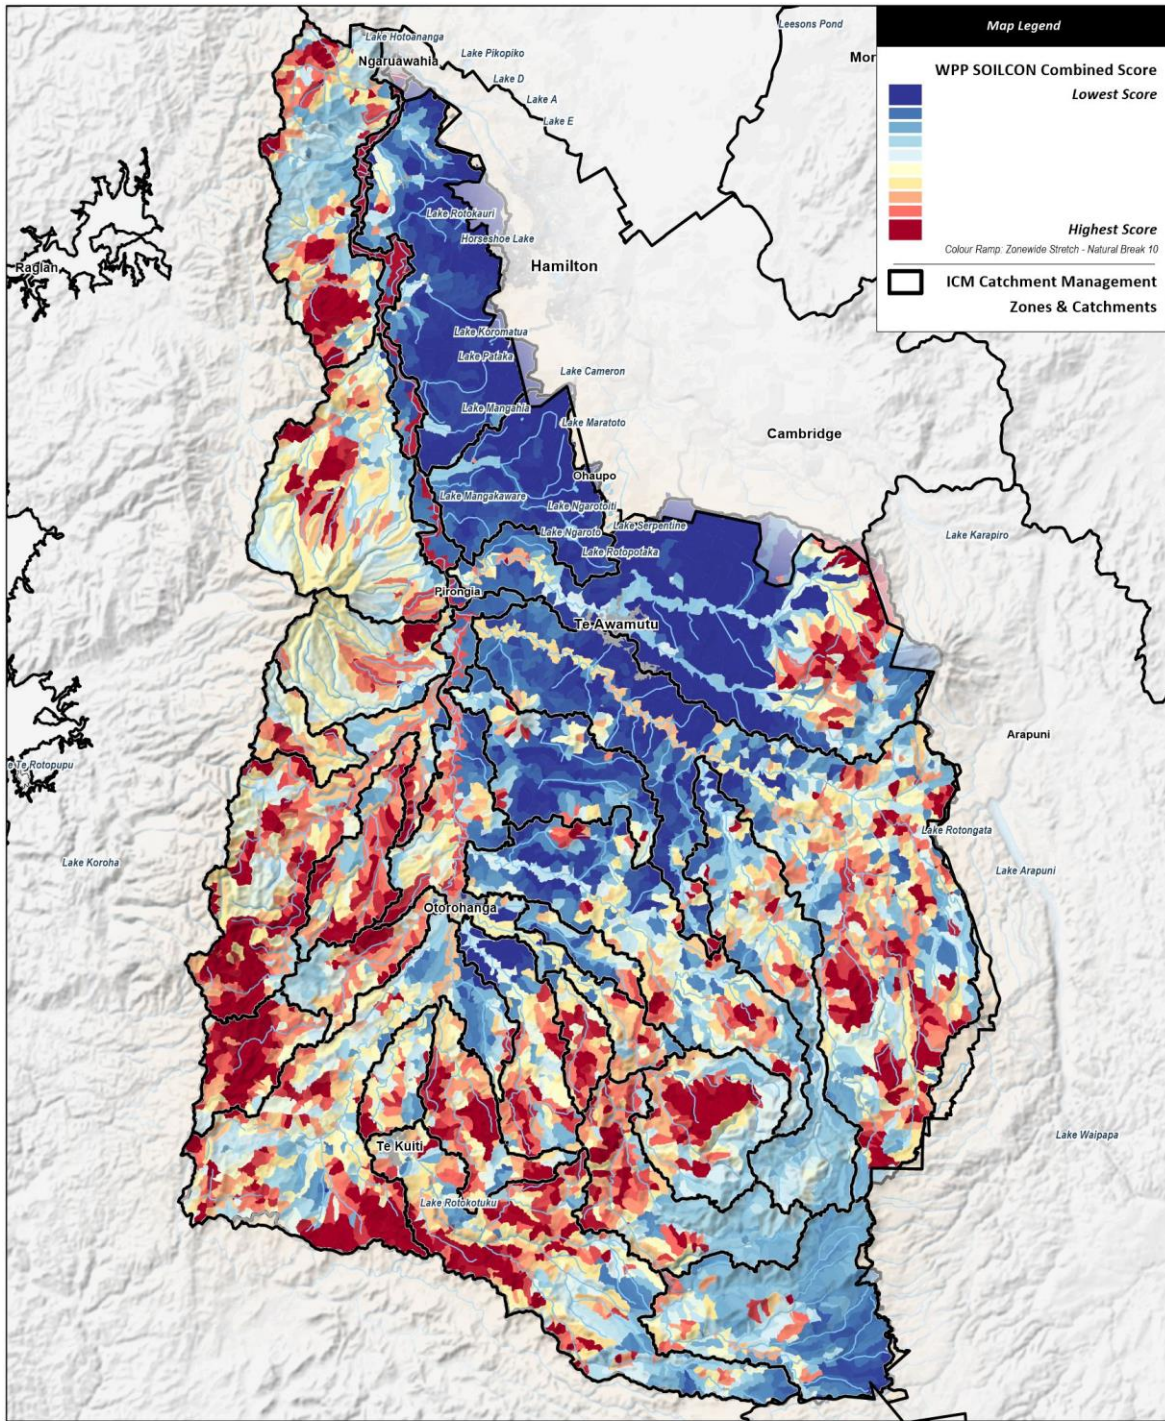 Leesons Pond
Map Legend
Lake Hotoananga
Lake Pikopiko
Ngaruawahia
Mor
WPP SOILCON Combined Score
Lake D
Lowest Score
Lake A
Lake E
Lake Rotokauri
Highest Score
Horseshoe Lake
Colour Ramp: Zonewide Stretch - Natural Break 10
Raglan
Hamilton
ICM Catchment Management
Zones & Catchments
Lake Koromatua
Lake Pataka
Lake Cameron
Lake Mangahia
Lake Maratoto
Cambridge
Ohaupo
Lake Mangakaware
Lake Ngarotoiti
Lake Serpentine
Lake Ngaroto
Lake Karapiro
Lake Rotopotaka
Pirongia
Te Awamutu
Arapuni
e Te Rotopupu
Lake Rotongata
Lake Koroha
Lake Arapuni
Otorohanga
Lake Waipapa
Te Kuiti
Lake Rotokotuku